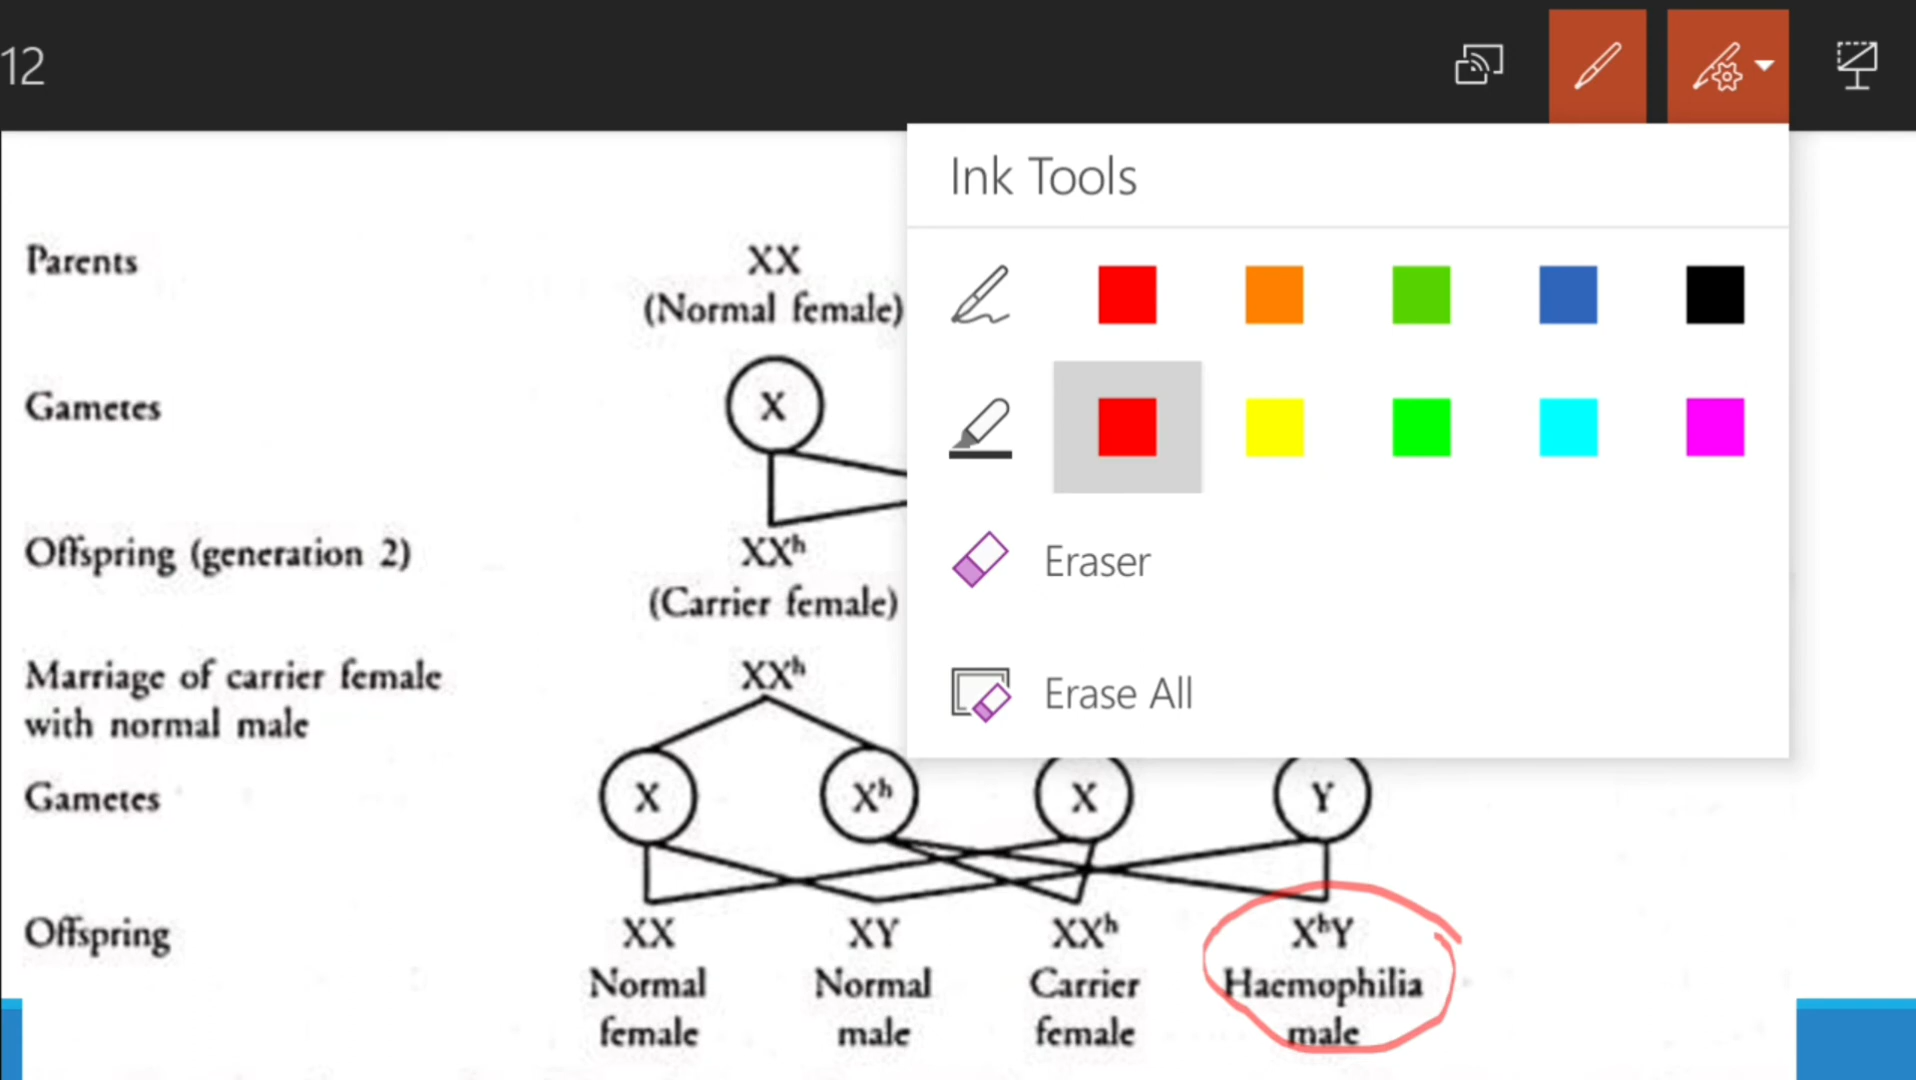 12
Ink Tools
Parents
XX
(Normal female)
Gametes
X
Offspring (generation 2)
XXʰ
(Carrier female)
Eraser
Marriage of carrier female
with normal male
XXʰ
Erase All
Gametes
X Xʰ X Y
Offspring
XX XY XXʰ XʰY
Normal Normal Carrier Haemophilia
female male female male